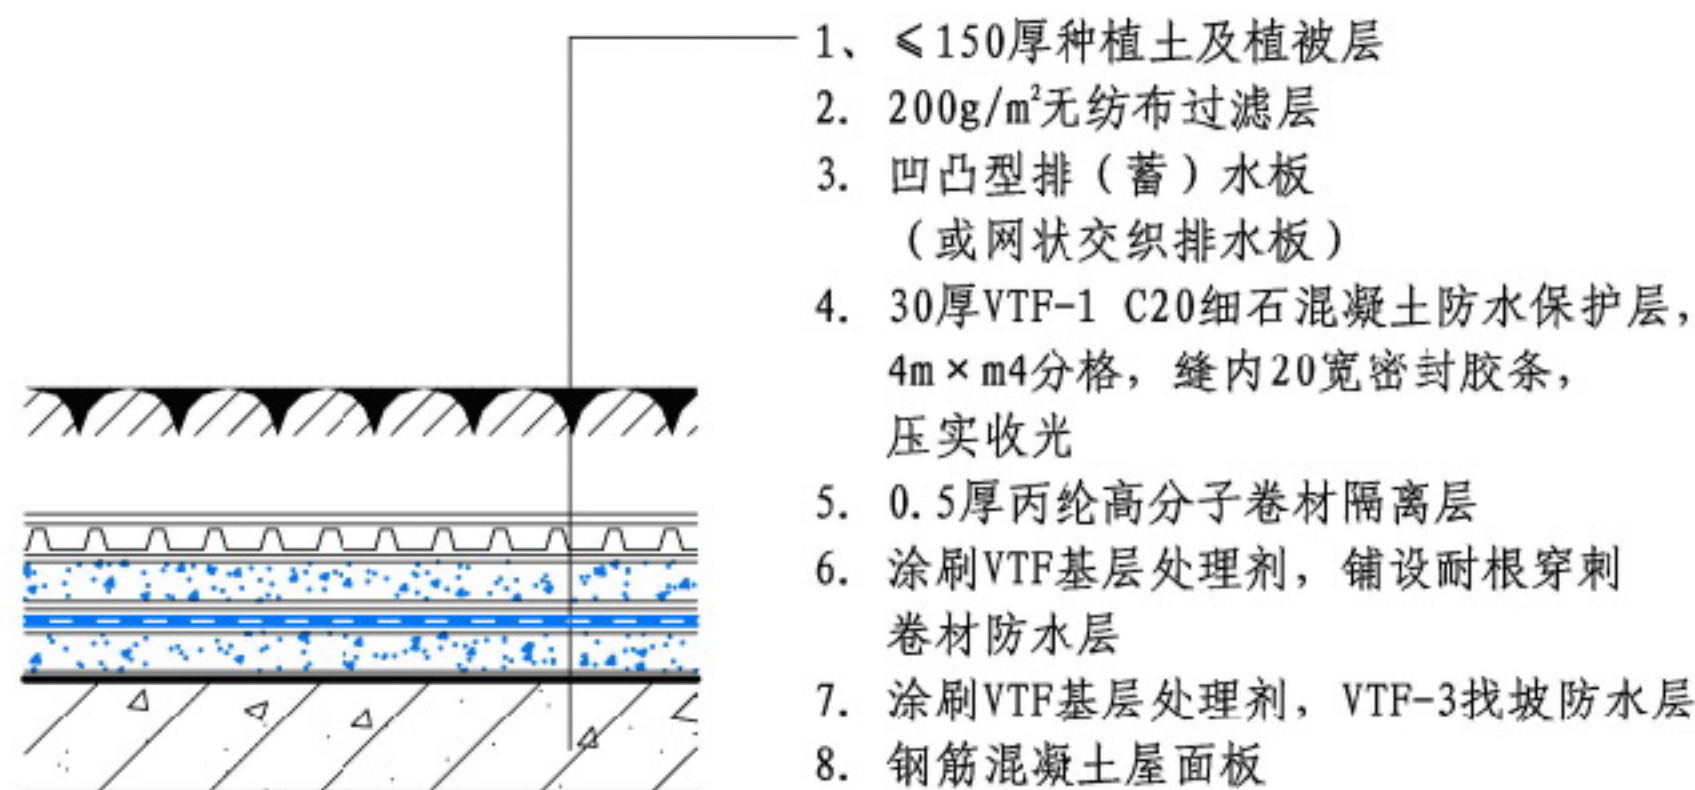 1、≤150厚种植土及植被层
2. 200g/m²无纺布过滤层
3. 凹凸型排（蓄）水板
（或网状交织排水板）
4. 30厚VTF-1 C20细石混凝土防水保护层，
4m×m4分格，缝内20宽密封胶条，
压实收光
5. 0.5厚丙纶高分子卷材隔离层
6. 涂刷VTF基层处理剂，铺设耐根穿刺
卷材防水层
7. 涂刷VTF基层处理剂，VTF-3找坡防水层
8. 钢筋混凝土屋面板